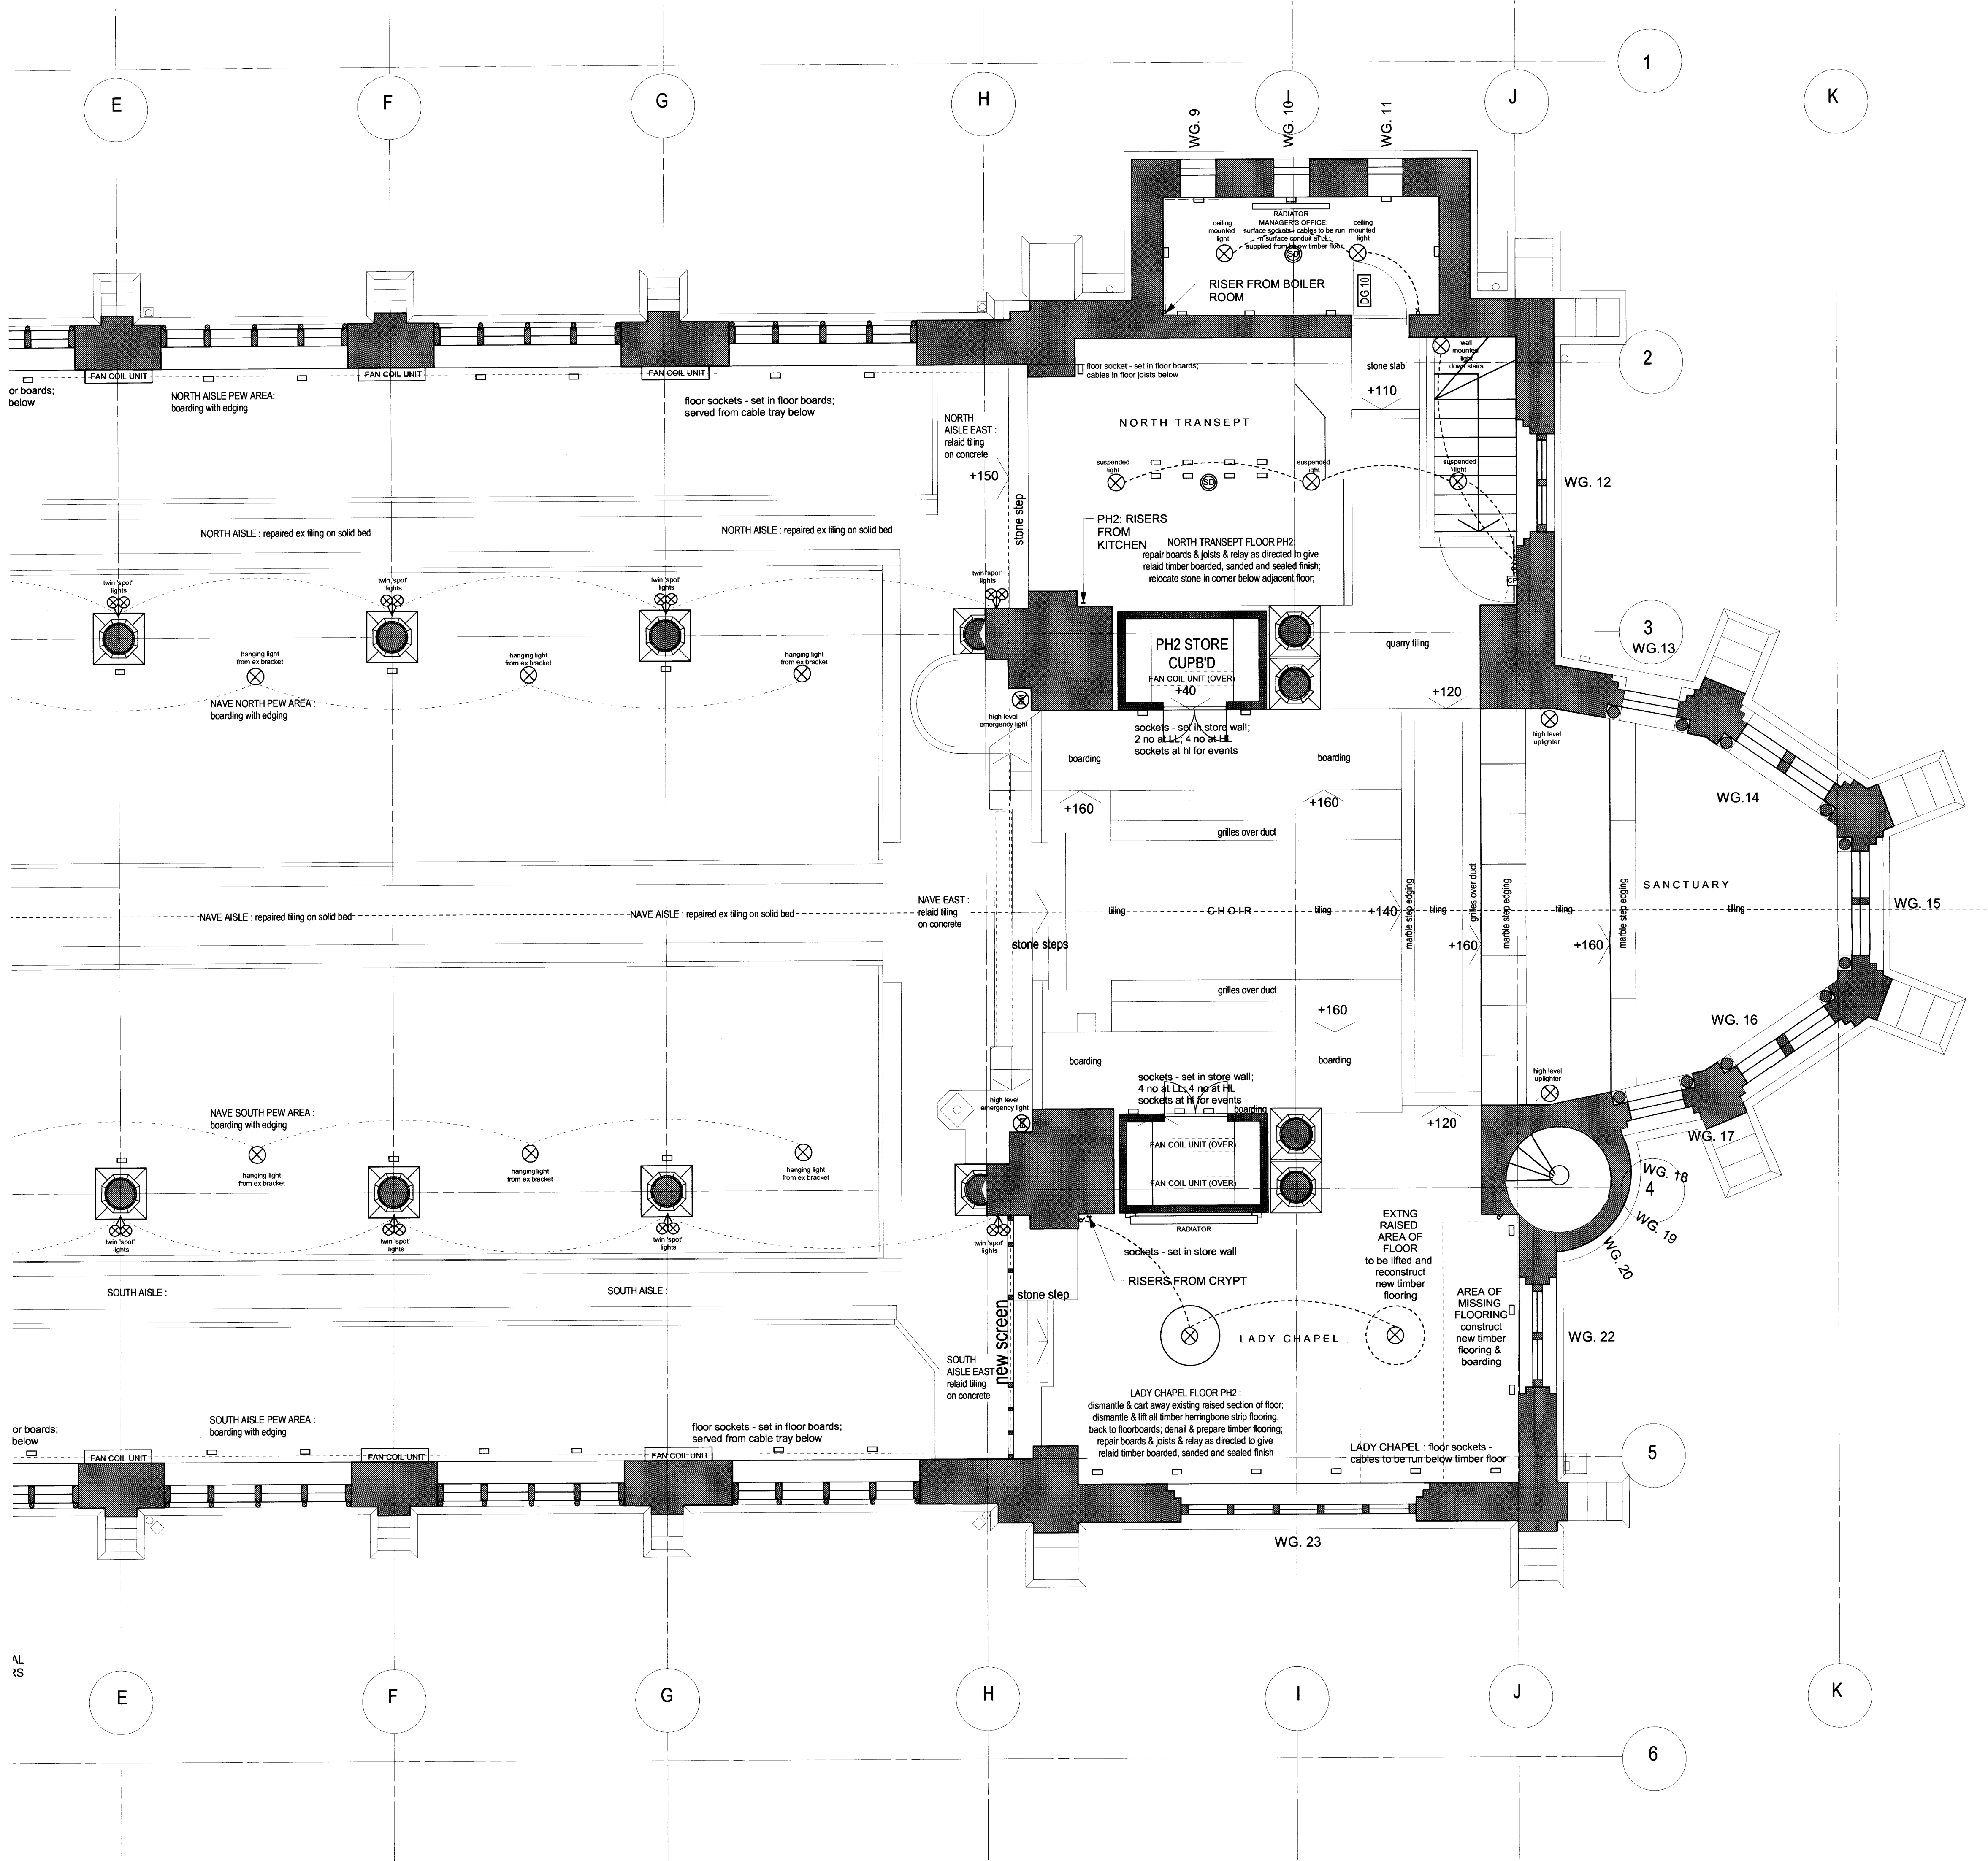 1
E
F
G
H
I
J
K
WG. 9
WG. 10
WG. 11
RADIATOR
MANAGER'S OFFICE:
surface sockets - cables to be run
in surface conduit at LL
supplied from below timber floor
ceiling
mounted
light
ceiling
mounted
light
SD
DG 10
RISER FROM BOILER
ROOM
2
wall
mounted
light
down stairs
stone slab
+110
FAN COIL UNIT
FAN COIL UNIT
FAN COIL UNIT
or boards;
below
NORTH AISLE PEW AREA:
boarding with edging
floor sockets - set in floor boards;
served from cable tray below
floor socket - set in floor boards;
cables in floor joists below
NORTH
AISLE EAST :
relaid tiling
on concrete
+150
stone step
NORTH TRANSEPT
suspended
light
SD
suspended
light
suspended
light
WG. 12
NORTH AISLE : repaired ex tiling on solid bed
NORTH AISLE : repaired ex tiling on solid bed
PH2: RISERS
FROM
KITCHEN
NORTH TRANSEPT FLOOR PH2:
repair boards & joists & relay as directed to give
relaid timber boarded, sanded and sealed finish;
relocate stone in corner below adjacent floor;
CP
twin 'spot'
lights
twin 'spot'
lights
twin 'spot'
lights
twin 'spot'
lights
3
WG.13
PH2 STORE
CUPB'D
FAN COIL UNIT (OVER)
+40
quarry tiling
+120
hanging light
from ex bracket
hanging light
from ex bracket
hanging light
from ex bracket
NAVE NORTH PEW AREA :
boarding with edging
high level
emergency light
sockets - set in store wall;
2 no at LL; 4 no at HL
sockets at hl for events
high level
uplighter
boarding
boarding
+160
+160
WG.14
grilles over duct
NAVE AISLE : repaired tiling on solid bed
NAVE AISLE : repaired ex tiling on solid bed
NAVE EAST :
relaid tiling
on concrete
stone steps
tiling
CHOIR
tiling
+140
marble step edging
tiling
grilles over duct
+160
marble step edging
tiling
+160
marble step edging
SANCTUARY
tiling
WG. 15
grilles over duct
+160
WG. 16
boarding
boarding
sockets - set in store wall;
4 no at LL; 4 no at HL
sockets at hl for events
boarding
high level
uplighter
high level
emergency light
+120
WG. 17
NAVE SOUTH PEW AREA :
boarding with edging
FAN COIL UNIT (OVER)
FAN COIL UNIT (OVER)
WG. 18
4
WG. 19
WG. 20
hanging light
from ex bracket
hanging light
from ex bracket
hanging light
from ex bracket
twin 'spot'
lights
twin 'spot'
lights
twin 'spot'
lights
twin 'spot'
lights
RADIATOR
sockets - set in store wall
RISERS FROM CRYPT
EXTNG
RAISED
AREA OF
FLOOR
to be lifted and
reconstruct
new timber
flooring
SOUTH AISLE :
SOUTH AISLE :
stone step
new screen
AREA OF
MISSING
FLOORING
construct
new timber
flooring &
boarding
LADY CHAPEL
WG. 22
SOUTH
AISLE EAST
relaid tiling
on concrete
LADY CHAPEL FLOOR PH2 :
dismantle & cart away existing raised section of floor;
dismantle & lift all timber herringbone strip flooring;
back to floorboards; denail & prepare timber flooring;
repair boards & joists & relay as directed to give
relaid timber boarded, sanded and sealed finish
or boards;
below
SOUTH AISLE PEW AREA :
boarding with edging
floor sockets - set in floor boards;
served from cable tray below
LADY CHAPEL : floor sockets -
cables to be run below timber floor
FAN COIL UNIT
FAN COIL UNIT
FAN COIL UNIT
5
WG. 23
AL
RS
E
F
G
H
I
J
K
6